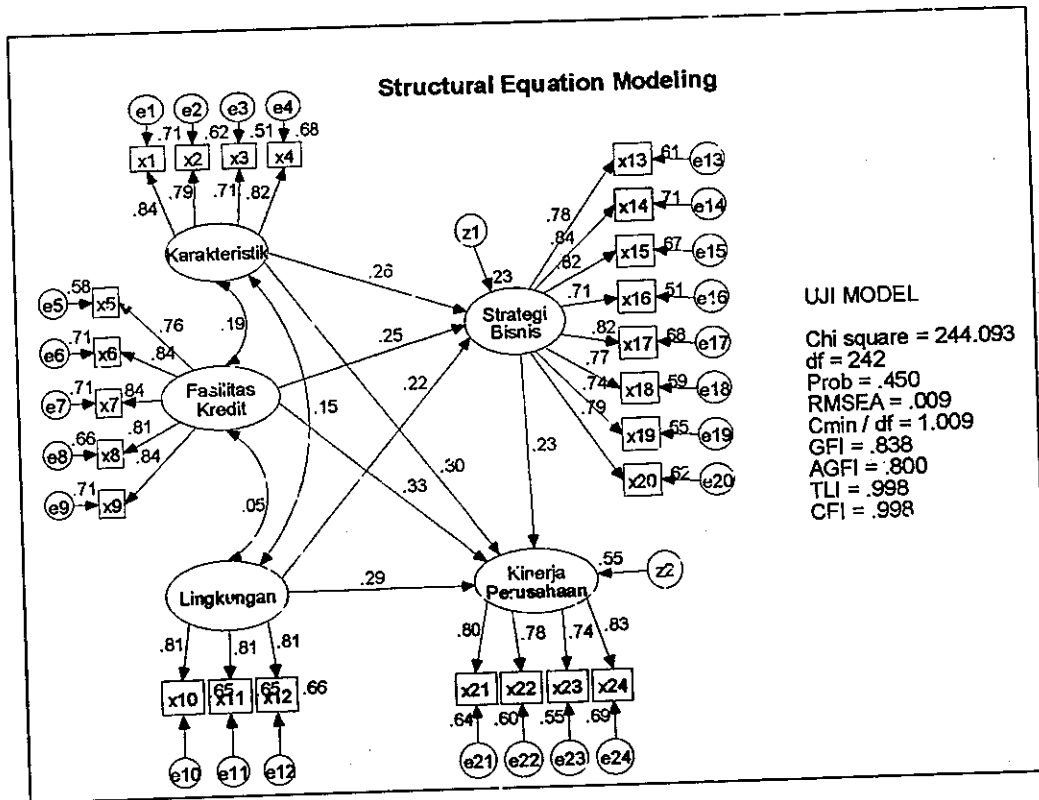 Structural Equation Modeling
e1 e2 e3 e4
.71 .62 .51 .68
x1 x2 x3 x4
.84 .79 .71 .82
Karakteristik
e5 .58 x5
e6 .71 x6
e7 .71 x7
e8 .66 x8
e9 .71 x9
.76
.84
.84
.81
.84
Fasilitas
Kredit
.19
.15
.05
Lingkungan
.81 .81 .81
x10 .65 x11 .65 x12 .66
e10 e11 e12
.26
.25
.22
.30
.33
.29
.23
z1
.23
Strategi
Bisnis
.78
.84
.82
.71
.82
.77
.74
.79
x13 .61 e13
x14 .71 e14
x15 .67 e15
x16 .51 e16
x17 .68 e17
x18 .59 e18
x19 .55 e19
x20 .62 e20
Kinerja
Perusahaan
.55 z2
.80 .78 .74 .83
x21 x22 x23 x24
.64 .60 .55 .69
e21 e22 e23 e24
UJI MODEL
Chi square = 244.093
df = 242
Prob = .450
RMSEA = .009
Cmin / df = 1.009
GFI = .838
AGFI = .800
TLI = .998
CFI = .998